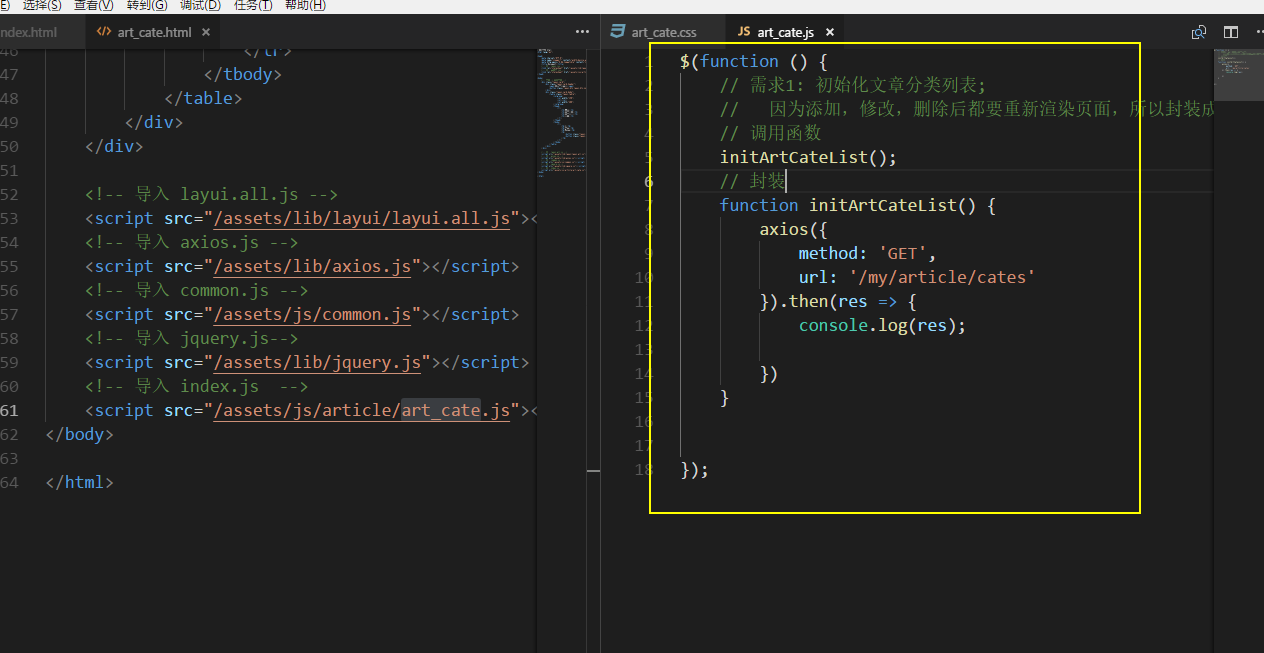 E) 选择(S) 查看(V) 转到(G) 调试(D) 任务(T) 帮助(H)
ndex.html
art_cate.html
art_cate.css
JS art_cate.js
46 </tr>
47 </tbody>
48 </table>
49 </div>
50 </div>
51
52 <!-- 导入 layui.all.js -->
53 <script src="/assets/lib/layui/layui.all.js"><
54 <!-- 导入 axios.js -->
55 <script src="/assets/lib/axios.js"></script>
56 <!-- 导入 common.js -->
57 <script src="/assets/js/common.js"></script>
58 <!-- 导入 jquery.js-->
59 <script src="/assets/lib/jquery.js"></script>
60 <!-- 导入 index.js  -->
61 <script src="/assets/js/article/art_cate.js"><
62 </body>
63
64 </html>
1 $(function () {
2 // 需求1: 初始化文章分类列表;
3 //   因为添加，修改，删除后都要重新渲染页面，所以封装成
4 // 调用函数
5 initArtCateList();
6 // 封装
7 function initArtCateList() {
8 axios({
9 method: 'GET',
10 url: '/my/article/cates'
11 }).then(res => {
12 console.log(res);
13
14 })
15 }
16
17
18 });